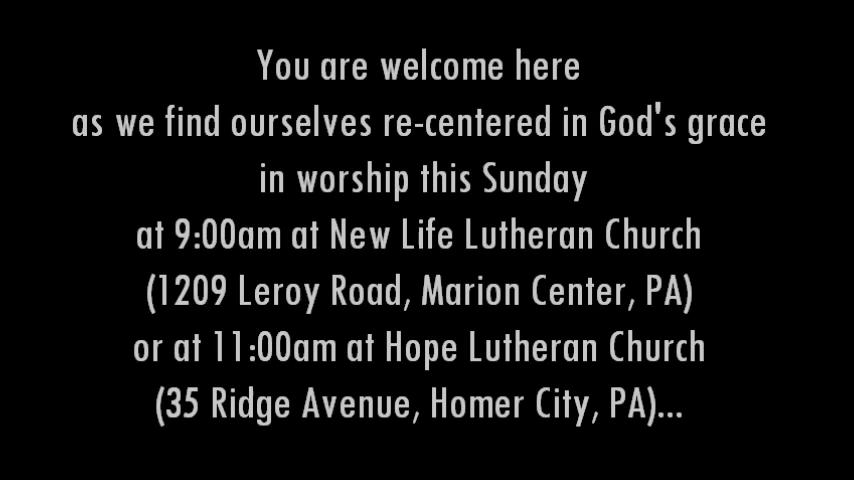 You are welcome here
as we find ourselves re-centered in God's grace
in worship this Sunday
at 9:00am at New Life Lutheran Church
(1209 Leroy Road, Marion Center, PA)
or at 11:00am at Hope Lutheran Church
(35 Ridge Avenue, Homer City, PA)...